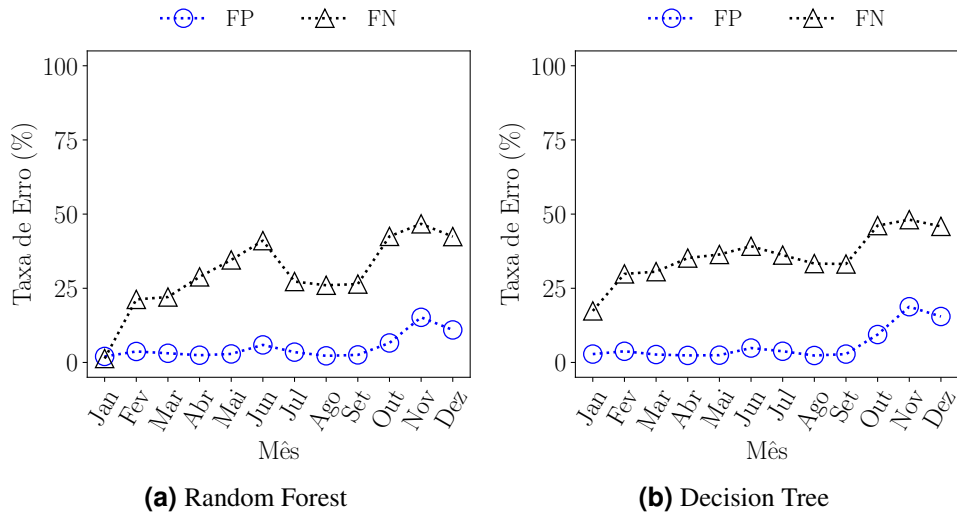 FP FN
100
75
50
25
0
Taxa de Erro (%)
Jan Fev Mar Abr Mai Jun Jul Ago Set Out Nov Dez
Mês
(a) Random Forest
FP FN
100
75
50
25
0
Taxa de Erro (%)
Jan Fev Mar Abr Mai Jun Jul Ago Set Out Nov Dez
Mês
(b) Decision Tree